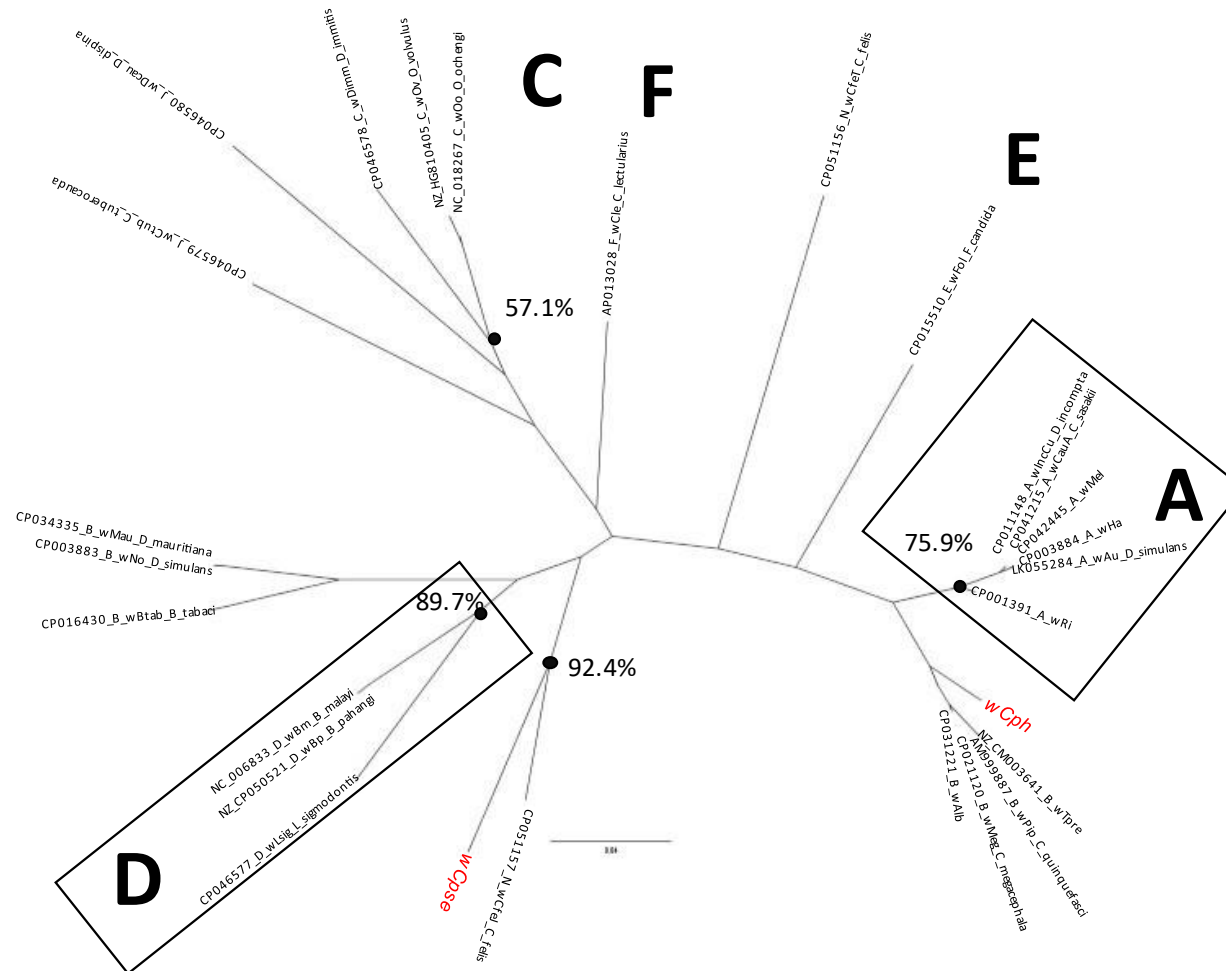 C
F
E
A
D
CP046580_J_wDcau_D_dispina
CP046579_J_wCtub_C_tuberocauda
CP046578_C_wDimm_D_immitis
NZ_HG810405_C_wOv_O_volvulus
NC_018267_C_wOo_O_ochengi
57.1%
AP013028_F_wCle_C_lectularius
CP051156_N_wCfeT_C_felis
CP015510_E_wFol_F_candida
CP011148_A_wIncCu_D_incompta
CP041215_A_wCauA_C_sasakii
CP042445_A_wMel
CP003884_A_wHa
LK055284_A_wAu_D_simulans
CP001391_A_wRi
75.9%
wCph
NZ_CM003641_B_wTpre
AM999887_B_wPip_C_quinquefasci
CP021120_B_wMeg_C_megacephala
CP031221_B_wAlb
CP034335_B_wMau_D_mauritiana
CP003883_B_wNo_D_simulans
CP016430_B_wBtab_B_tabaci
89.7%
92.4%
NC_006833_D_wBm_B_malayi
NZ_CP050521_D_wBp_B_pahangi
CP046577_D_wLsig_L_sigmodontis
wCpse
CP051157_N_wCfeJ_C_felis